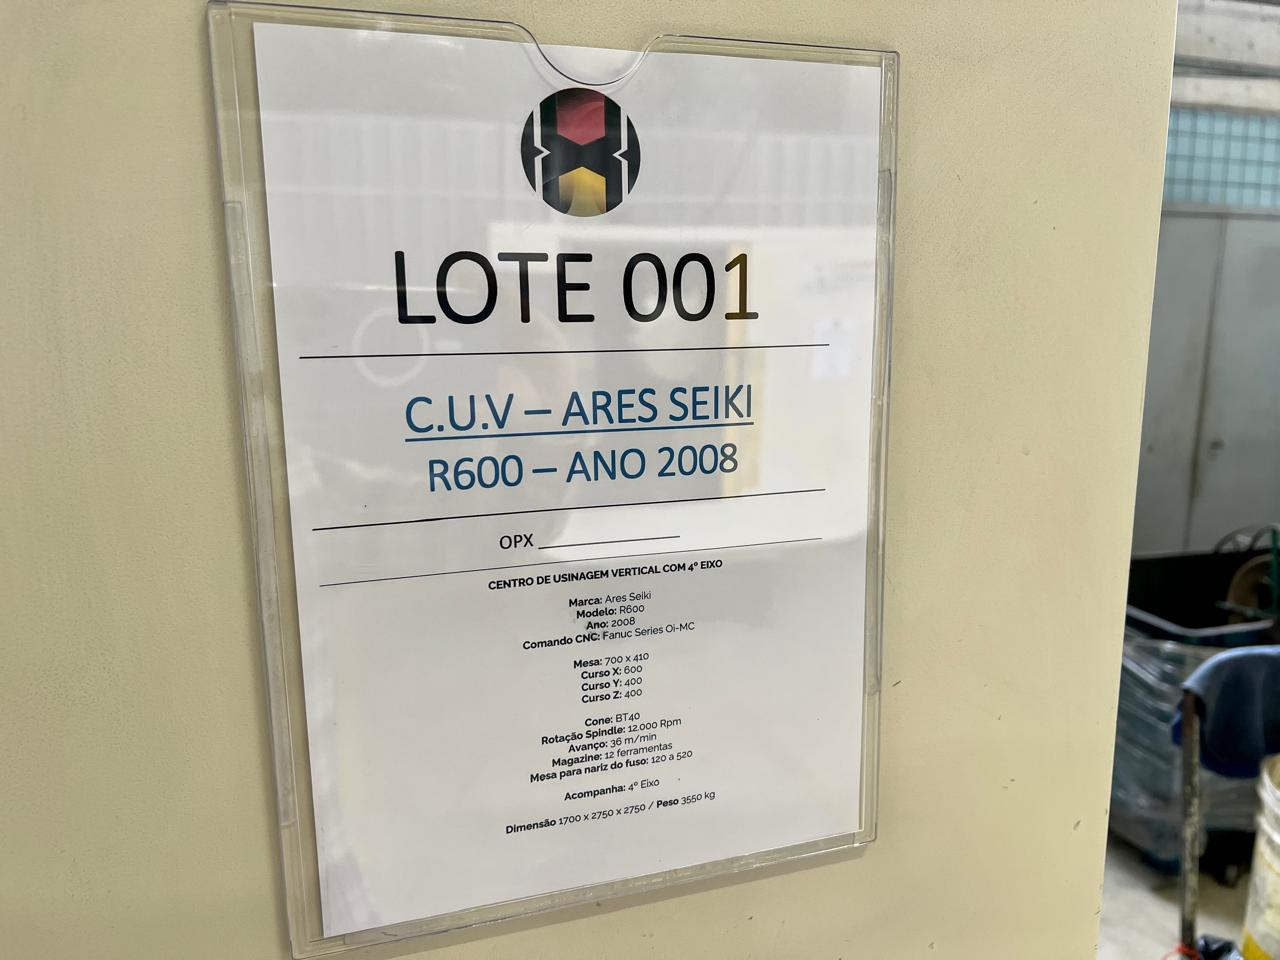 LOTE 001
C.U.V – ARES SEIKI
R600 – ANO 2008
OPX ____________
CENTRO DE USINAGEM VERTICAL COM 4º EIXO
Marca: Ares Seiki
Modelo: R600
Ano: 2008
Comando CNC: Fanuc Series Oi-MC
Mesa: 700 x 410
Curso X: 600
Curso Y: 400
Curso Z: 400
Cone: BT40
Rotação Spindle: 12.000 Rpm
Avanço: 36 m/min
Magazine: 12 ferramentas
Mesa para nariz do fuso: 120 a 520
Acompanha: 4º Eixo
Dimensão 1700 x 2750 x 2750 / Peso 3550 kg